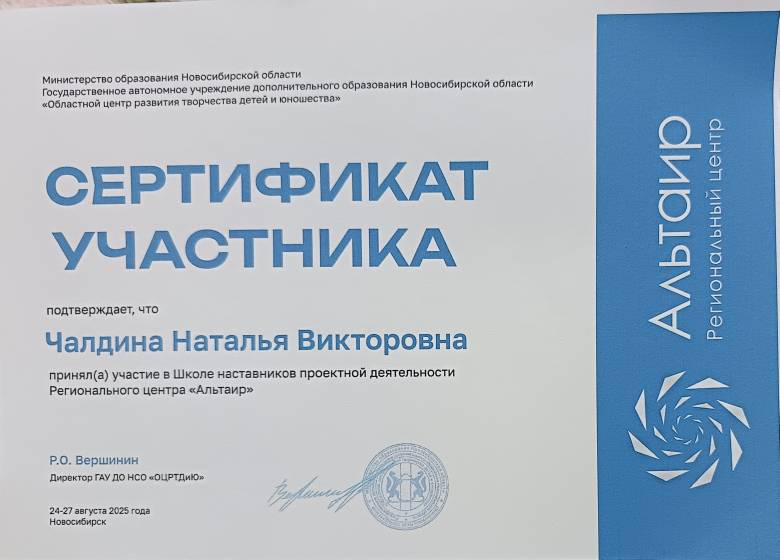 Министерство образования Новосибирской области
Государственное автономное учреждение дополнительного образования Новосибирской области
«Областной центр развития творчества детей и юношества»
СЕРТИФИКАТ
УЧАСТНИКА
подтверждает, что
Чалдина Наталья Викторовна
принял(а) участие в Школе наставников проектной деятельности
Регионального центра «Альтаир»
Р.О. Вершинин
Директор ГАУ ДО НСО «ОЦРТДиЮ»
24-27 августа 2025 года
Новосибирск
Альтаир
Региональный центр